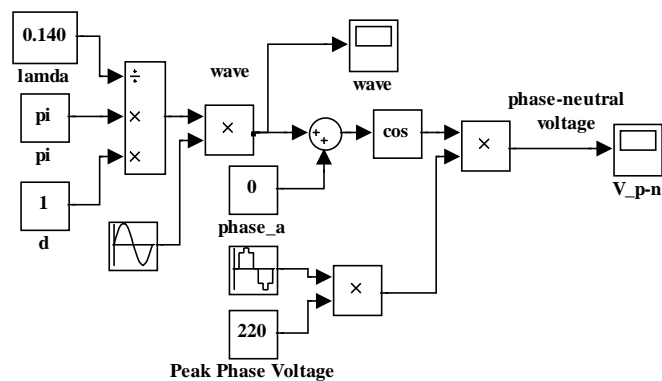 0.140
lamda
÷
pi
×
pi
×
1
d
wave
×
wave
+
+
cos
0
phase_a
phase-neutral
voltage
×
V_p-n
×
220
Peak Phase Voltage